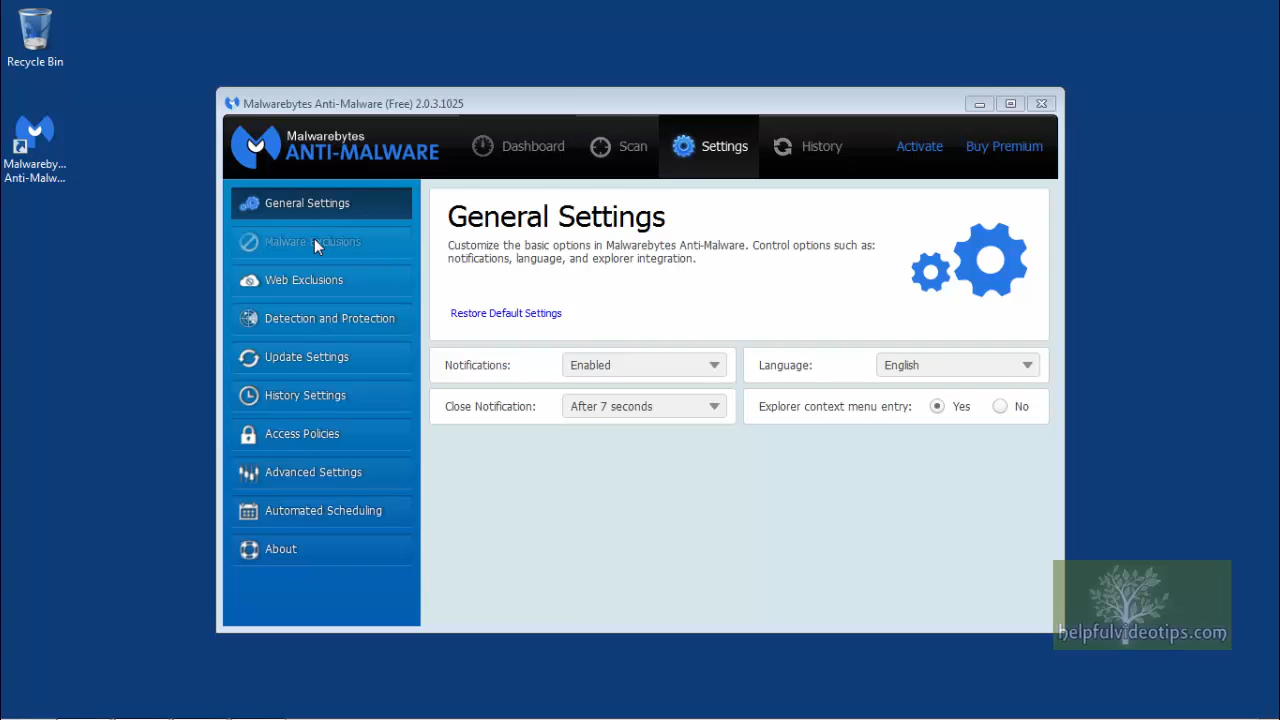 Recycle Bin
Malwareby...
Anti-Malw...
Malwarebytes Anti-Malware (Free) 2.0.3.1025
Malwarebytes
ANTI-MALWARE
Dashboard
Scan
Settings
History
Activate
Buy Premium
General Settings
Malware Exclusions
Web Exclusions
Detection and Protection
Update Settings
History Settings
Access Policies
Advanced Settings
Automated Scheduling
About
General Settings
Customize the basic options in Malwarebytes Anti-Malware. Control options such as:
notifications, language, and explorer integration.
Restore Default Settings
Notifications: Enabled
Language: English
Close Notification: After 7 seconds
Explorer context menu entry: Yes No
helpfulvideotips.com